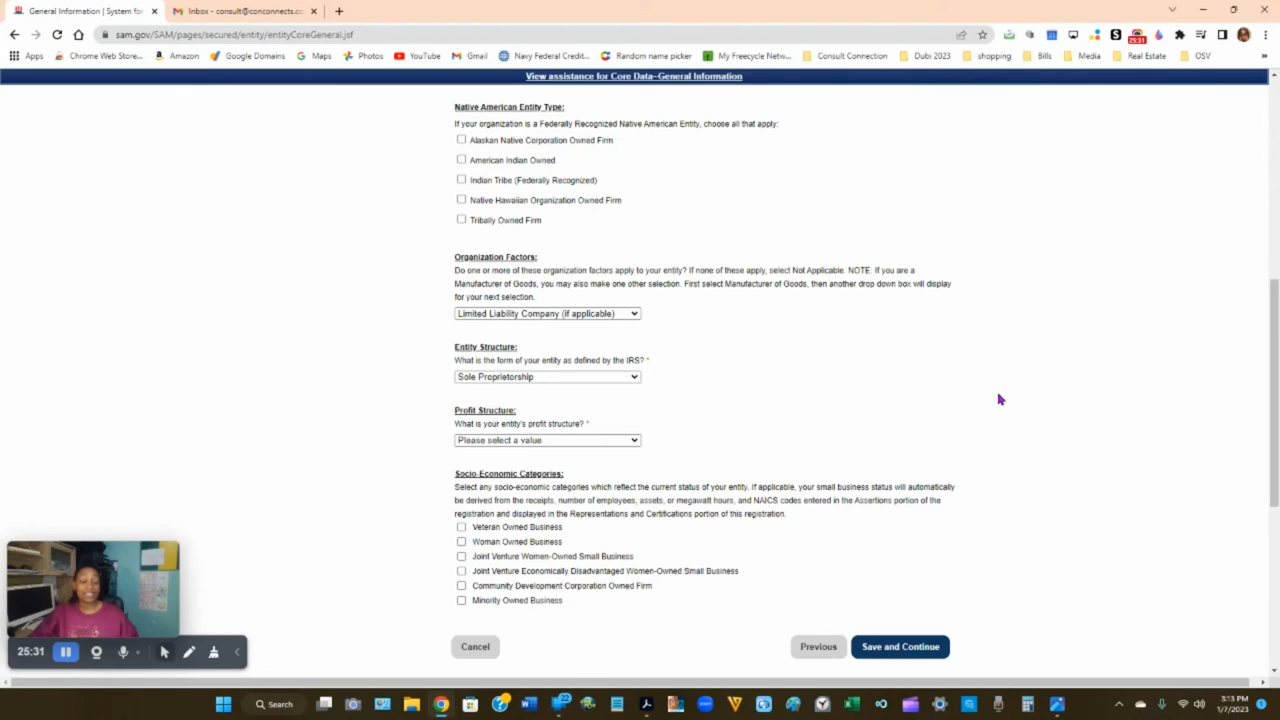 General Information | System for
Inbox - consult@conconnects.co
sam.gov/SAM/pages/secured/entity/entityCoreGeneral.jsf
25:31
Apps
Chrome Web Store...
Amazon
Google Domains
Maps
Photos
YouTube
Gmail
Navy Federal Credit...
Random name picker
My Freecycle Netw...
Consult Connection
Dubi 2023
shopping
Bills
Media
Real Estate
OSV
View assistance for Core Data-General Information
Native American Entity Type:
If your organization is a Federally Recognized Native American Entity, choose all that apply:
Alaskan Native Corporation Owned Firm
American Indian Owned
Indian Tribe (Federally Recognized)
Native Hawaiian Organization Owned Firm
Tribally Owned Firm
Organization Factors:
Do one or more of these organization factors apply to your entity? If none of these apply, select Not Applicable. NOTE: If you are a
Manufacturer of Goods, you may also make one other selection. First select Manufacturer of Goods, then another drop down box will display
for your next selection.
Limited Liability Company (if applicable)
Entity Structure:
What is the form of your entity as defined by the IRS? *
Sole Proprietorship
Profit Structure:
What is your entity's profit structure? *
Please select a value
Socio-Economic Categories:
Select any socio-economic categories which reflect the current status of your entity. If applicable, your small business status will automatically
be derived from the receipts, number of employees, assets, or megawatt hours, and NAICS codes entered in the Assertions portion of the
registration and displayed in the Representations and Certifications portion of this registration.
Veteran Owned Business
Woman Owned Business
Joint Venture Women-Owned Small Business
Joint Venture Economically Disadvantaged Women-Owned Small Business
Community Development Corporation Owned Firm
Minority Owned Business
25:31
Cancel
Previous
Save and Continue
Search
22
3:13 PM
1/7/2023